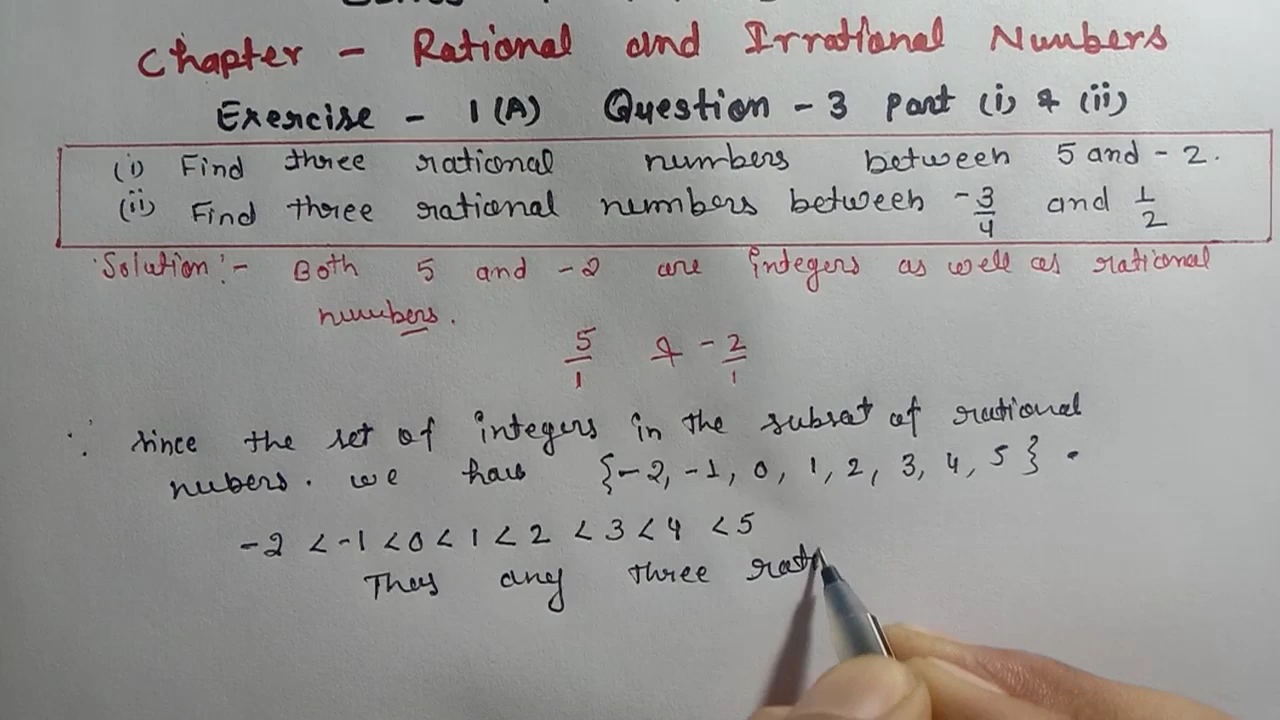 Chapter - Rational and Irrational Numbers
Exercise - 1(A) Question - 3 part (i) & (ii)
(i) Find three rational numbers between 5 and - 2.
(ii) Find three rational numbers between -3/4 and 1/2
Solution :- Both 5 and -2 are integers as well as rational
numbers.
5/1 & -2/1
∵ since the set of integers in the subset of rational
nubers. we have {-2, -1, 0, 1, 2, 3, 4, 5}.
-2 < -1 < 0 < 1 < 2 < 3 < 4 < 5
Thus any three rat